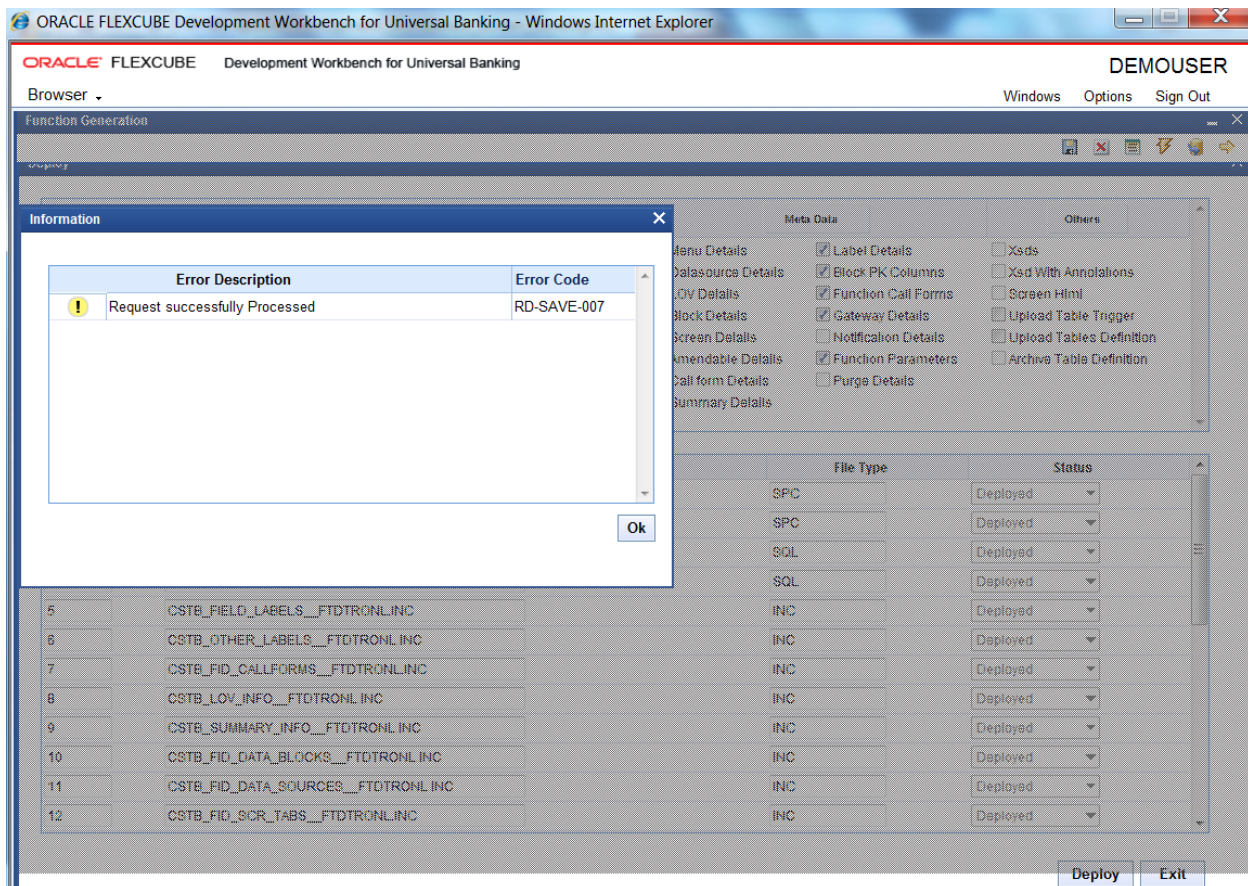 ORACLE FLEXCUBE Development Workbench for Universal Banking - Windows Internet Explorer
ORACLE FLEXCUBE Development Workbench for Universal Banking
DEMOUSER
Browser
Windows Options Sign Out
Function Generation
Deploy
Information
Meta Data Others
Error Description Error Code
Request successfully Processed RD-SAVE-007
Ok
Menu Details Label Details Xsds
Datasource Details Block PK Columns Xsd With Annotations
LOV Details Function Call Forms Screen Html
Block Details Gateway Details Upload Table Trigger
Screen Details Notification Details Upload Tables Definition
Amendable Details Function Parameters Archive Table Definition
Call form Details Purge Details
Summary Details
File Type Status
SPC Deployed
SPC Deployed
SQL Deployed
SQL Deployed
5 CSTB_FIELD_LABELS__FTDTRONL.INC INC Deployed
6 CSTB_OTHER_LABELS__FTDTRONL.INC INC Deployed
7 CSTB_FID_CALLFORMS__FTDTRONL.INC INC Deployed
8 CSTB_LOV_INFO__FTDTRONL.INC INC Deployed
9 CSTB_SUMMARY_INFO__FTDTRONL.INC INC Deployed
10 CSTB_FID_DATA_BLOCKS__FTDTRONL.INC INC Deployed
11 CSTB_FID_DATA_SOURCES__FTDTRONL.INC INC Deployed
12 CSTB_FID_SCR_TABS__FTDTRONL.INC INC Deployed
Deploy Exit